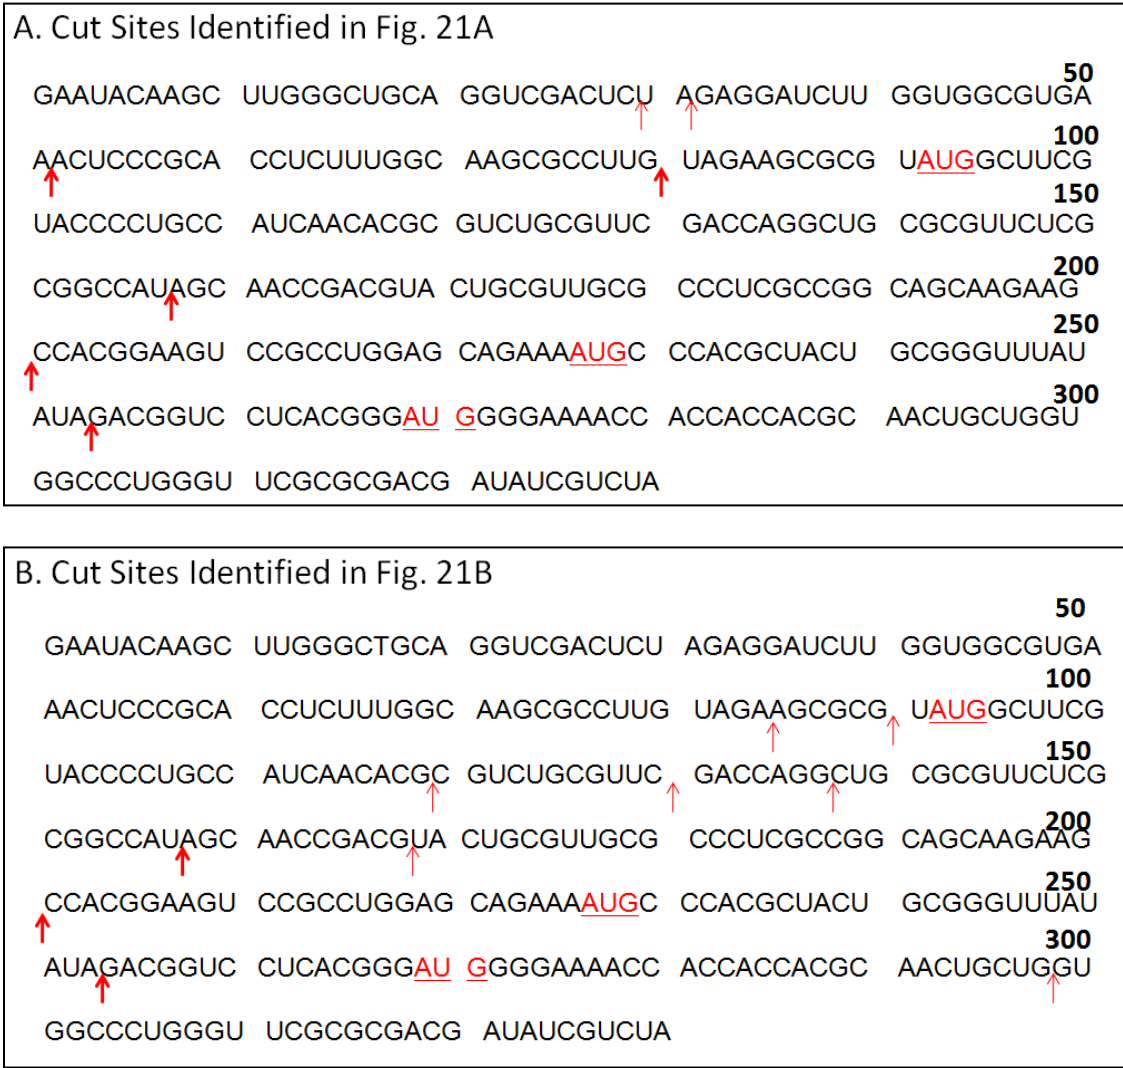 A. Cut Sites Identified in Fig. 21A
50
GAAUACAAGC UUGGGCUGCA GGUCGACUCU AGAGGAUCUU GGUGGCGUGA
100
AACUCCCGCA CCUCUUUGGC AAGCGCCUUG UAGAAGCGCG UAUGGCUUCG
150
UACCCCUGCC AUCAACACGC GUCUGCGUUC GACCAGGCUG CGCGUUCUCG
200
CGGCCAUAGC AACCGACGUA CUGCGUUGCG CCCUCGCCGG CAGCAAGAAG
250
CCACGGAAGU CCGCCUGGAG CAGAAAAUGC CCACGCUACU GCGGGUUUAU
300
AUAGACGGUC CUCACGGGAU GGGGAAAACC ACCACCACGC AACUGCUGGU
GGCCCUGGGU UCGCGCGACG AUAUCGUCUA
B. Cut Sites Identified in Fig. 21B
50
GAAUACAAGC UUGGGCTGCA GGUCGACUCU AGAGGAUCUU GGUGGCGUGA
100
AACUCCCGCA CCUCUUUGGC AAGCGCCUUG UAGAAGCGCG UAUGGCUUCG
150
UACCCCUGCC AUCAACACGC GUCUGCGUUC GACCAGGCUG CGCGUUCUCG
200
CGGCCAUAGC AACCGACGUA CUGCGUUGCG CCCUCGCCGG CAGCAAGAAG
250
CCACGGAAGU CCGCCUGGAG CAGAAAAUGC CCACGCUACU GCGGGUUUAU
300
AUAGACGGUC CUCACGGGAU GGGGAAAACC ACCACCACGC AACUGCUGGU
GGCCCUGGGU UCGCGCGACG AUAUCGUCUA